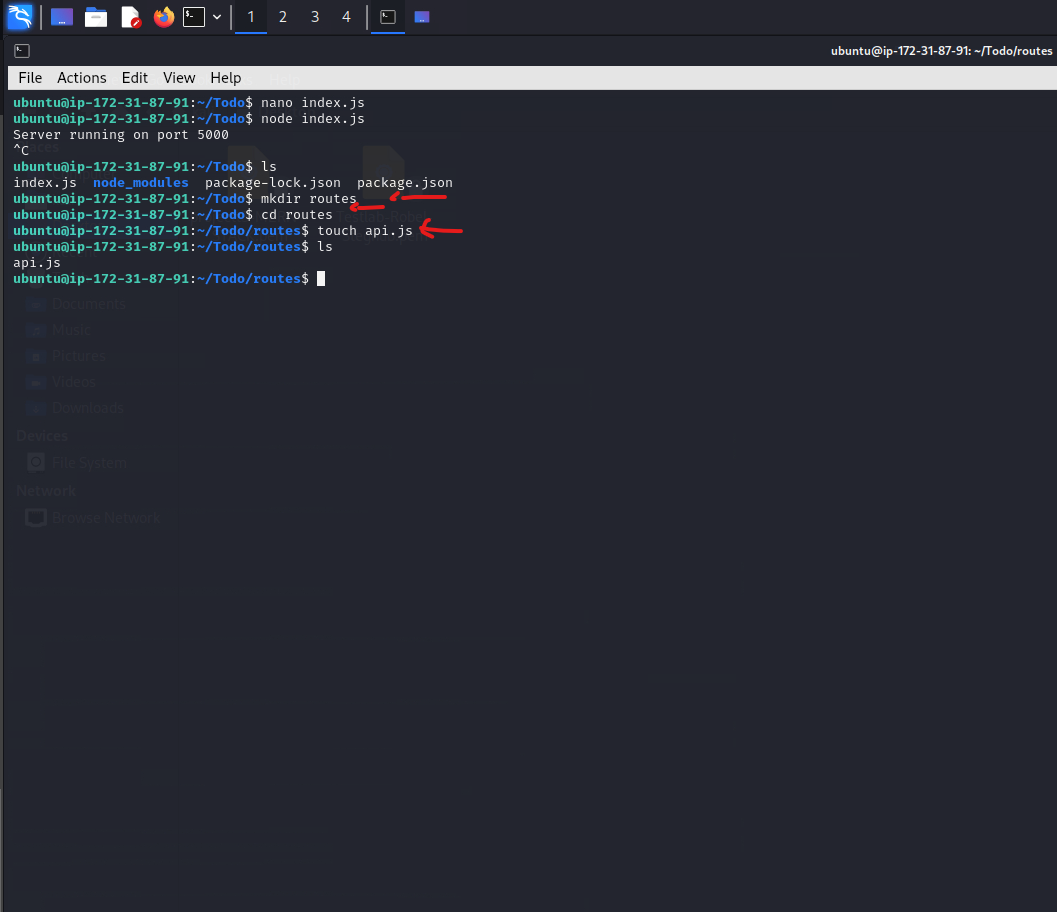 1 2 3 4
ubuntu@ip-172-31-87-91: ~/Todo/routes
File Actions Edit View Help
ubuntu@ip-172-31-87-91:~/Todo$ nano index.js
ubuntu@ip-172-31-87-91:~/Todo$ node index.js
Server running on port 5000
^C
ubuntu@ip-172-31-87-91:~/Todo$ ls
index.js  node_modules  package-lock.json  package.json
ubuntu@ip-172-31-87-91:~/Todo$ mkdir routes
ubuntu@ip-172-31-87-91:~/Todo$ cd routes
ubuntu@ip-172-31-87-91:~/Todo/routes$ touch api.js
ubuntu@ip-172-31-87-91:~/Todo/routes$ ls
api.js
ubuntu@ip-172-31-87-91:~/Todo/routes$
Documents
Music
Pictures
Videos
Downloads
Devices
File System
Network
Browse Network